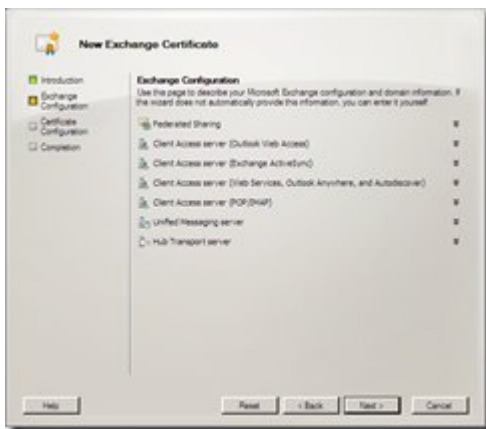 New Exchange Certificate
Introduction
Exchange
Configuration
Certificate
Configuration
Completion
Exchange Configuration
Use this page to describe your Microsoft Exchange configuration and domain information. If
the wizard does not automatically provide this information, you can enter it yourself.
Federated Sharing
Client Access server (Outlook Web Access)
Client Access server (Exchange ActiveSync)
Client Access server (Web Services, Outlook Anywhere, and Autodiscover)
Client Access server (POP/IMAP)
Unified Messaging server
Hub Transport server
Help
Reset
< Back
Next >
Cancel